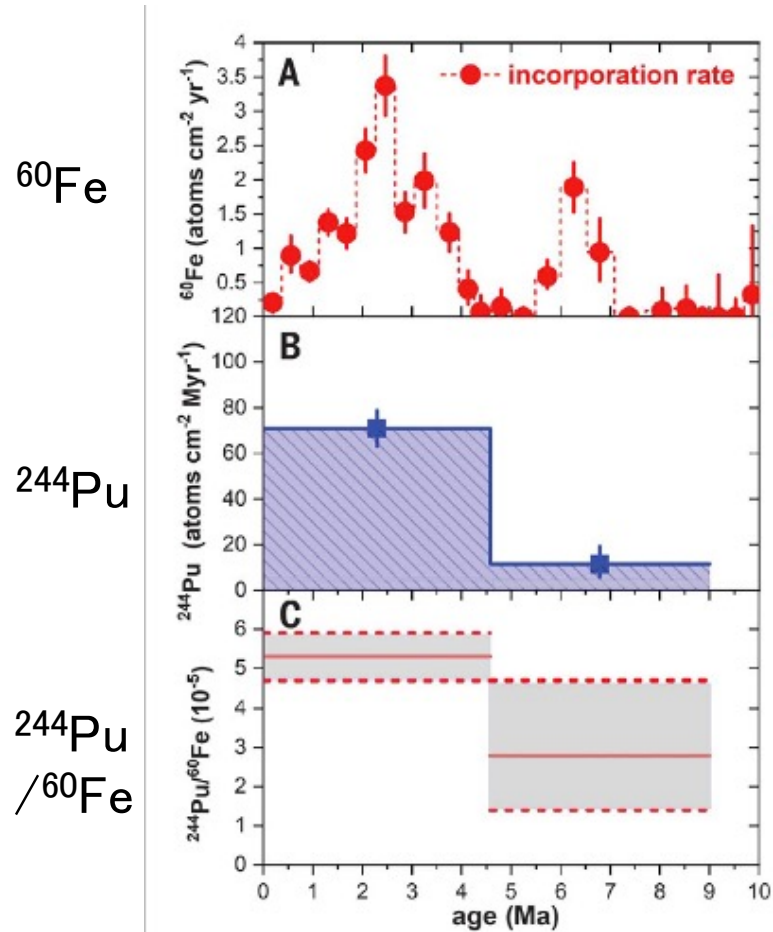 ⁶⁰Fe
²⁴⁴Pu
²⁴⁴Pu
/⁶⁰Fe
A
incorporation rate
⁶⁰Fe (atoms cm⁻² yr⁻¹)
4
3.5
3
2.5
2
1.5
1
0.5
120
B
²⁴⁴Pu (atoms cm⁻² Myr⁻¹)
100
80
60
40
20
0
C
²⁴⁴Pu/⁶⁰Fe (10⁻⁵)
6
5
4
3
2
1
0
0 1 2 3 4 5 6 7 8 9 10
age (Ma)